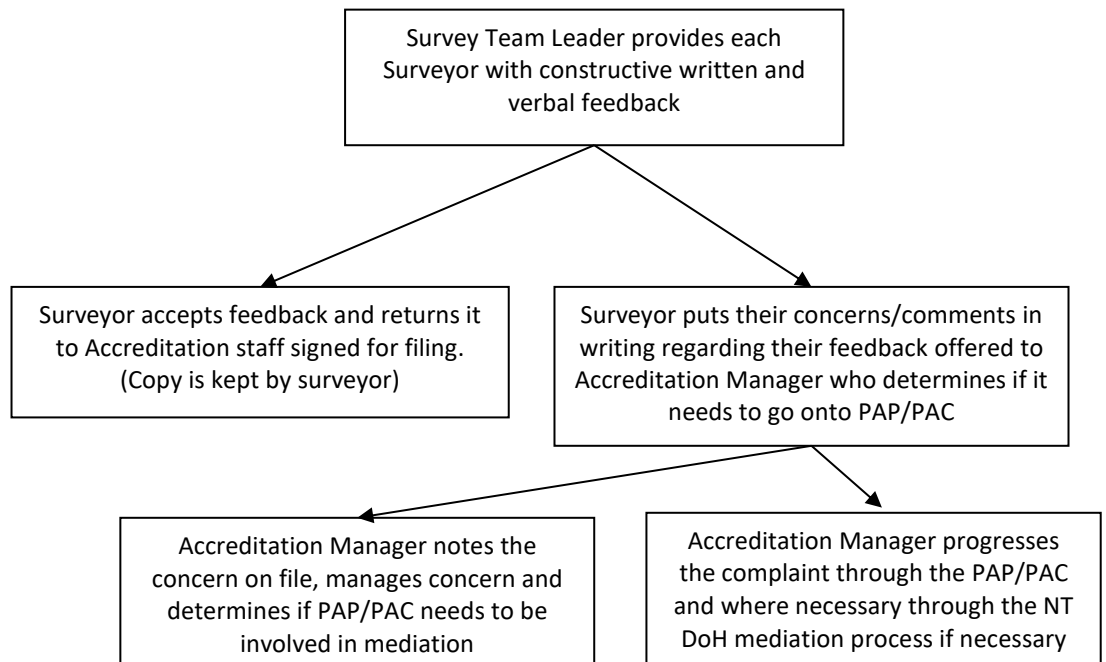 Survey Team Leader provides each
Surveyor with constructive written and
verbal feedback
Surveyor accepts feedback and returns it
to Accreditation staff signed for filing.
(Copy is kept by surveyor)
Surveyor puts their concerns/comments in
writing regarding their feedback offered to
Accreditation Manager who determines if it
needs to go onto PAP/PAC
Accreditation Manager notes the
concern on file, manages concern and
determines if PAP/PAC needs to be
involved in mediation
Accreditation Manager progresses
the complaint through the PAP/PAC
and where necessary through the NT
DoH mediation process if necessary